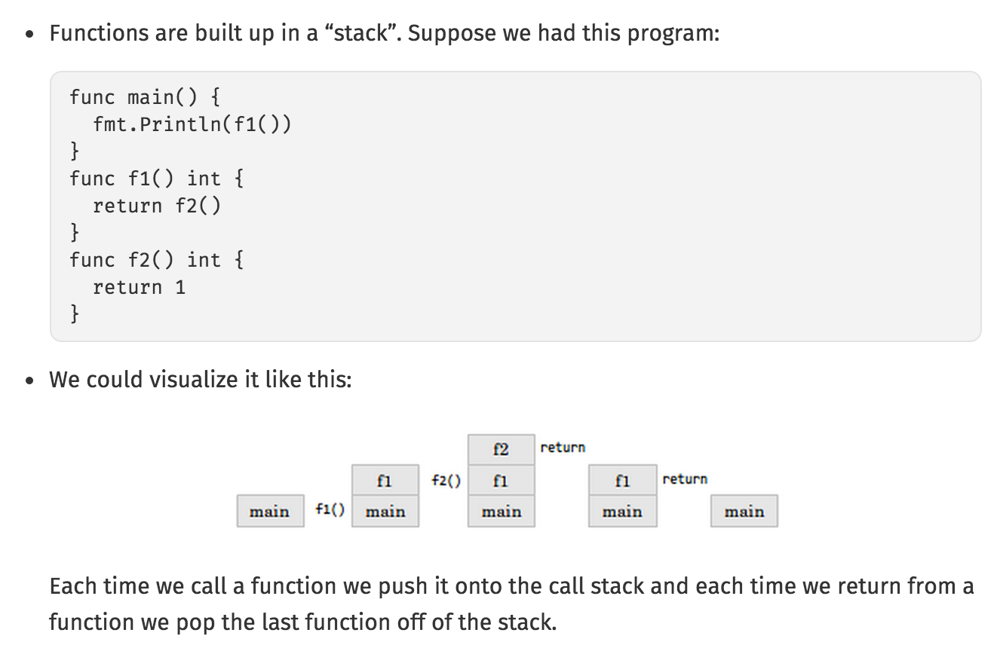 • Functions are built up in a “stack”. Suppose we had this program:
func main() {
  fmt.Println(f1())
}
func f1() int {
  return f2()
}
func f2() int {
  return 1
}
• We could visualize it like this:
f2 return
f1 f2() f1 f1 return
main f1() main main main main
Each time we call a function we push it onto the call stack and each time we return from a
function we pop the last function off of the stack.